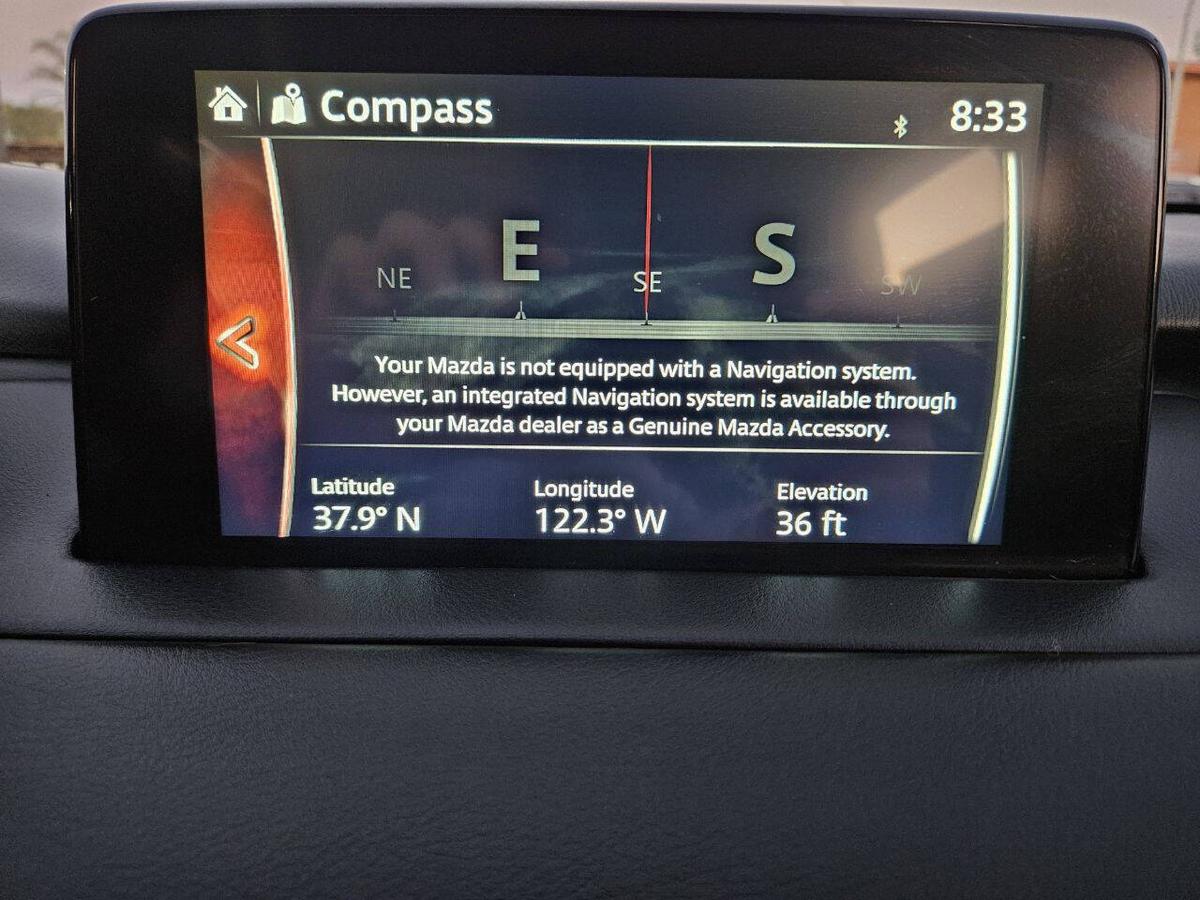 Compass
8:33
NE E SE S SW
Your Mazda is not equipped with a Navigation system.
However, an integrated Navigation system is available through
your Mazda dealer as a Genuine Mazda Accessory.
Latitude Longitude Elevation
37.9° N 122.3° W 36 ft